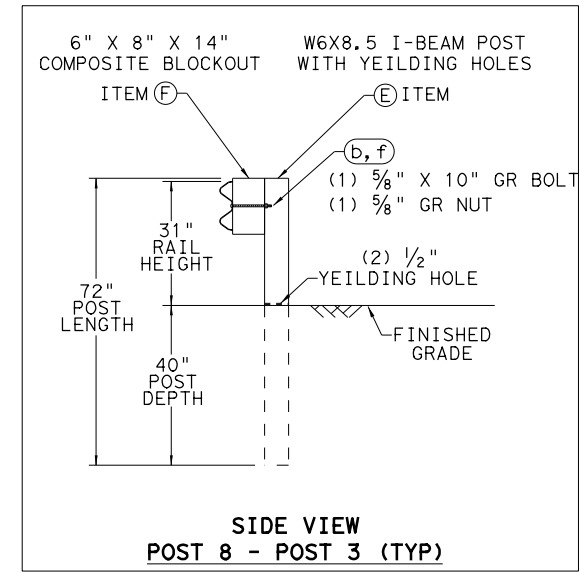 6" X 8" X 14"
COMPOSITE BLOCKOUT
ITEM F
W6X8.5 I-BEAM POST
WITH YEILDING HOLES
E ITEM
b, f
(1) 5/8" X 10" GR BOLT
(1) 5/8" GR NUT
31"
RAIL
HEIGHT
(2) 1/2"
YEILDING HOLE
72"
POST
LENGTH
FINISHED
GRADE
40"
POST
DEPTH
SIDE VIEW
POST 8 - POST 3 (TYP)